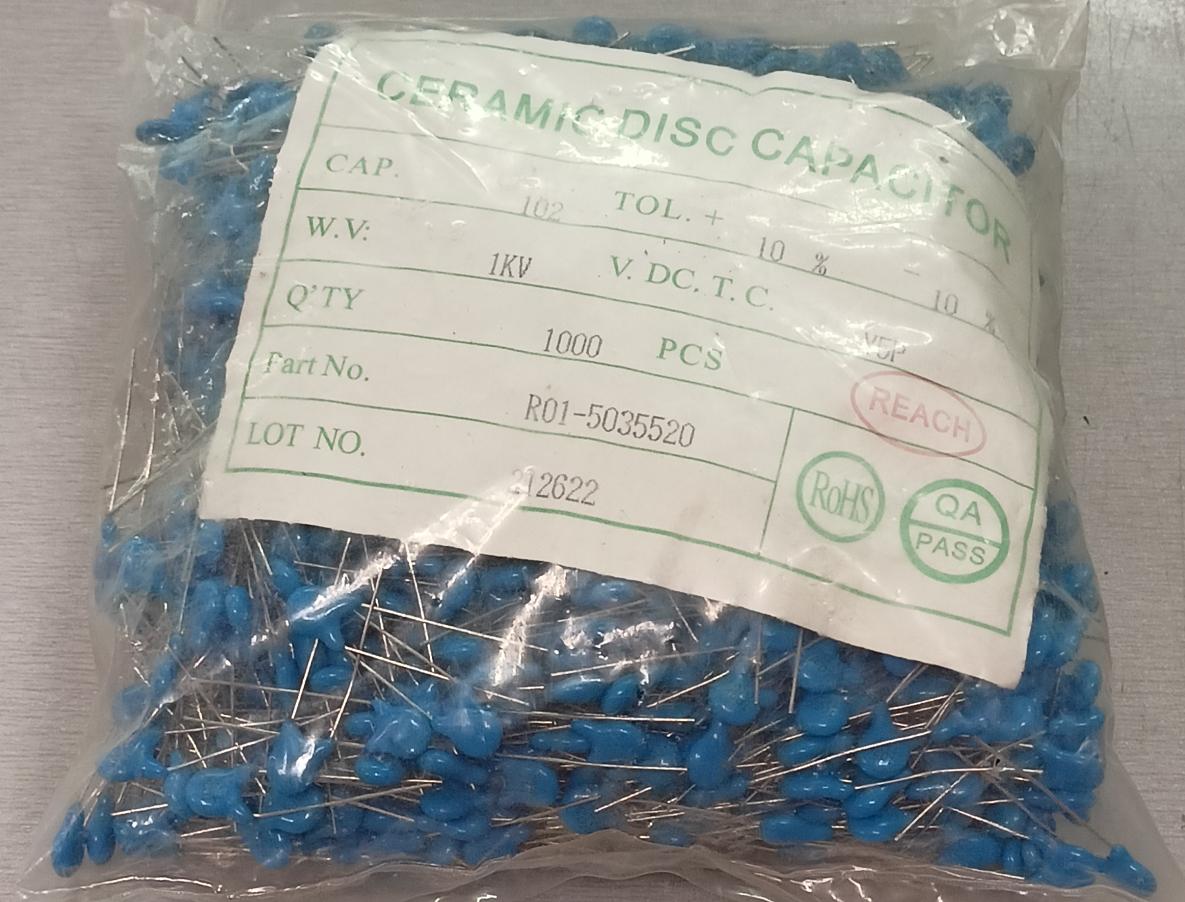 CERAMIC DISC CAPACITOR
CAP. 102 TOL. + 10 % - 10 %
W.V: 1KV V. DC. T. C. Y5P
Q'TY 1000 PCS
Part No. R01-5035520
REACH
LOT NO. 212622
RoHS
QA
PASS